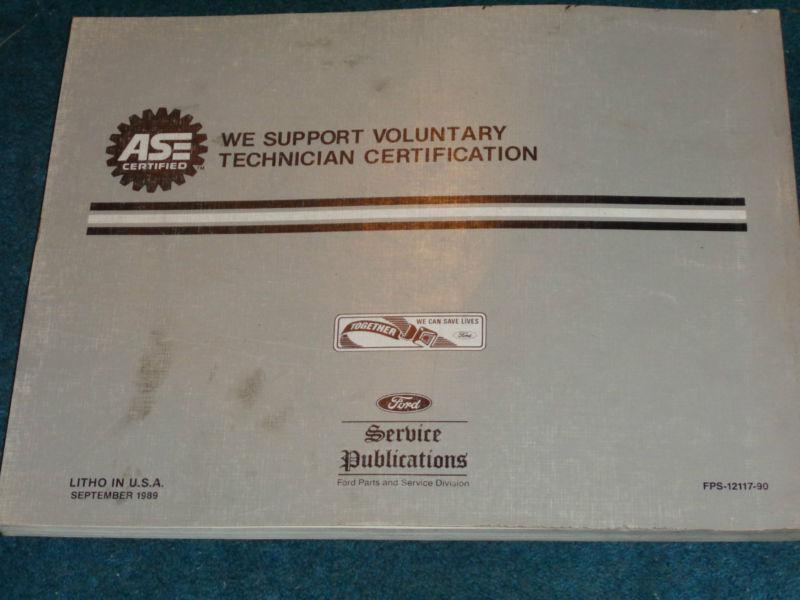 ASE
CERTIFIED
TM
WE SUPPORT VOLUNTARY
TECHNICIAN CERTIFICATION
TOGETHER
WE CAN SAVE LIVES
Ford
Ford
Service
Publications
Ford Parts and Service Division
LITHO IN U.S.A.
SEPTEMBER 1989
FPS-12117-90